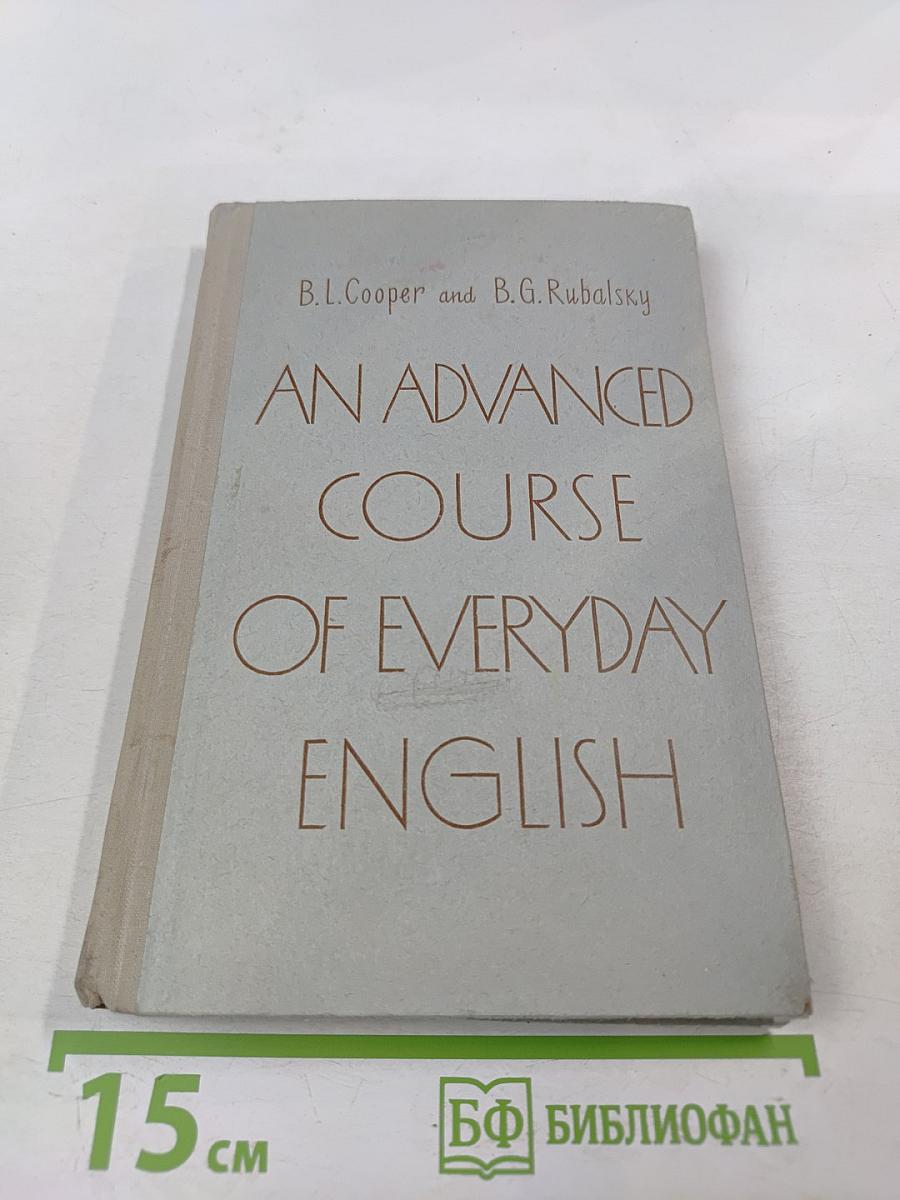 B.L.Cooper and B.G.Rubalsky
AN ADVANCED
COURSE
OF EVERYDAY
ENGLISH
15 см
БФ БИБЛИОФАН